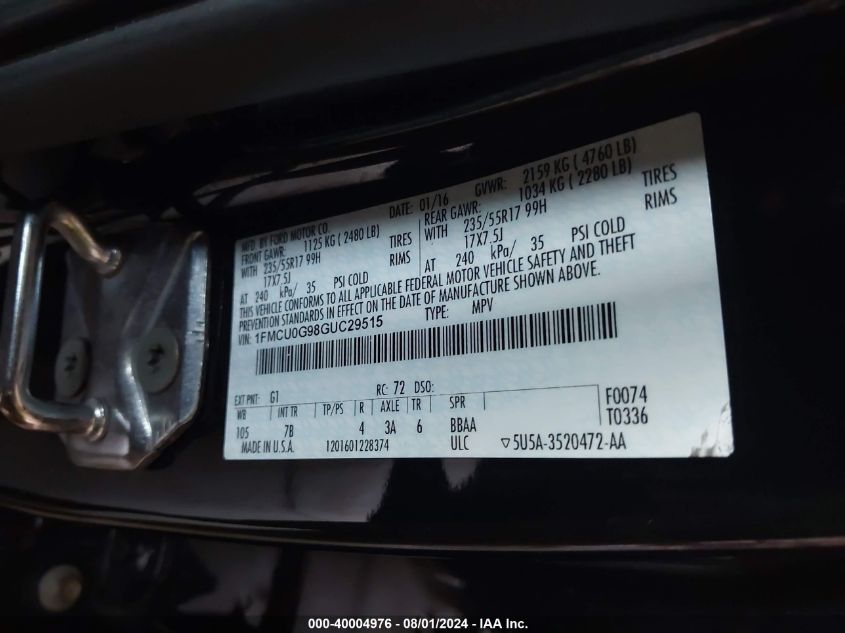 MFD. BY FORD MOTOR CO. DATE: 01/16 GVWR: 2159 KG ( 4760 LB)
FRONT GAWR: 1125 KG ( 2480 LB) REAR GAWR: 1034 KG ( 2280 LB)
WITH 235/55R17 99H TIRES WITH 235/55R17 99H TIRES
17X7.5J RIMS 17X7.5J RIMS
AT 240 kPa/ 35 PSI COLD AT 240 kPa/ 35 PSI COLD
THIS VEHICLE CONFORMS TO ALL APPLICABLE FEDERAL MOTOR VEHICLE SAFETY AND THEFT
PREVENTION STANDARDS IN EFFECT ON THE DATE OF MANUFACTURE SHOWN ABOVE.
VIN: 1FMCU0G98GUC29515 TYPE: MPV
EXT PNT: G1 RC: 72 DSO: F0074
WB INT TR TP/PS R AXLE TR SPR T0336
105 7B 4 3A 6 BBAA
MADE IN U.S.A. 1201601228374 ULC ▽5U5A-3520472-AA
000-40004976 - 08/01/2024 - IAA Inc.